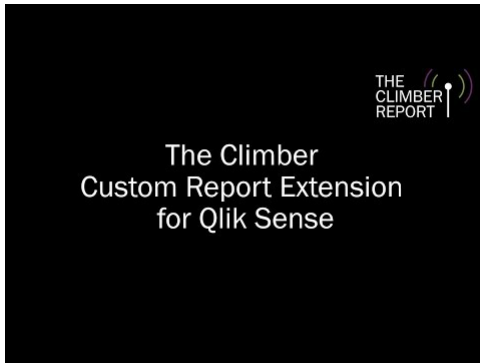 THE
CLIMBER
REPORT
The Climber
Custom Report Extension
for Qlik Sense